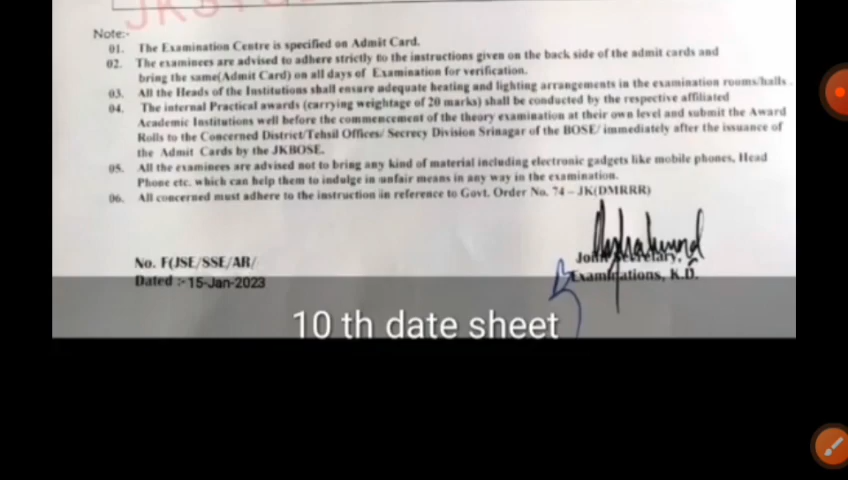 Note:-
01. The Examination Centre is specified on Admit Card.
02. The examinees are advised to adhere strictly to the instructions given on the back side of the admit cards and
bring the same(Admit Card) on all days of Examination for verification.
03. All the Heads of the Institutions shall ensure adequate heating and lighting arrangements in the examination rooms/halls.
04. The internal Practical awards (carrying weightage of 20 marks) shall be conducted by the respective affiliated
Academic Institutions well before the commencement of the theory examination at their own level and submit the Award
Rolls to the Concerned District/Tehsil Offices/ Secrecy Division Srinagar of the BOSE/ immediately after the issuance of
the Admit Cards by the JKBOSE.
05. All the examinees are advised not to bring any kind of material including electronic gadgets like mobile phones, Head
Phone etc. which can help them to indulge in unfair means in any way in the examination.
06. All concerned must adhere to the instruction in reference to Govt. Order No. 74 - JK(DMRRR)
No. F(JSE/SSE/AB/
Secretary,
Dated :- 15-Jan-2023
Examinations, K.D.
10 th date sheet